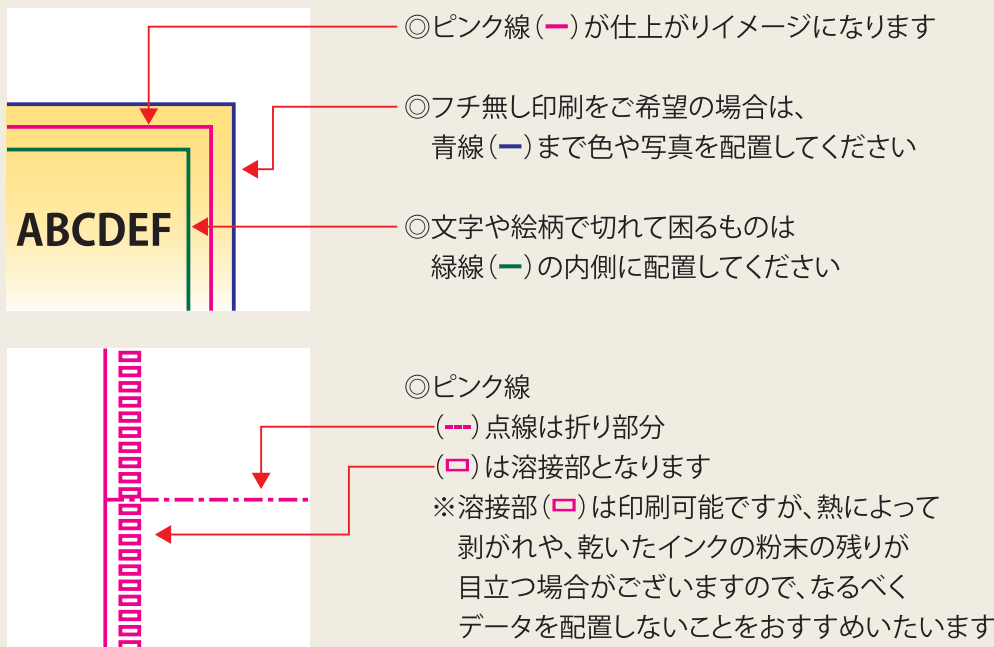 ◎ピンク線(ー)が仕上がりイメージになります
◎フチ無し印刷をご希望の場合は、
青線(ー)まで色や写真を配置してください
ABCDEF
◎文字や絵柄で切れて困るものは
緑線(ー)の内側に配置してください
◎ピンク線
(---)点線は折り部分
(▭)は溶接部となります
※溶接部(▭)は印刷可能ですが、熱によって
剥がれや、乾いたインクの粉末の残りが
目立つ場合がございますので、なるべく
データを配置しないことをおすすめいたいます